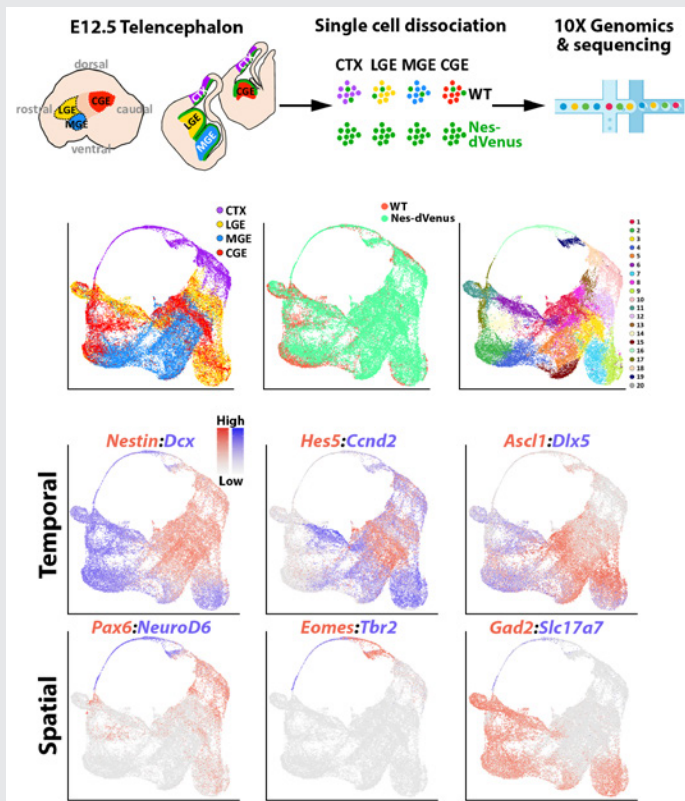 E12.5 Telencephalon
Single cell dissociation
10X Genomics
& sequencing
dorsal
rostral
caudal
ventral
LGE
CGE
MGE
CTX
LGE
MGE
CTX
CGE
CTX LGE MGE CGE
WT
Nes-
dVenus
CTX
LGE
MGE
CGE
WT
Nes-dVenus
1
2
3
4
5
6
7
8
9
10
11
12
13
14
15
16
17
18
19
20
Temporal
High
Low
Nestin:Dcx
Hes5:Ccnd2
Ascl1:Dlx5
Spatial
Pax6:NeuroD6
Eomes:Tbr2
Gad2:Slc17a7